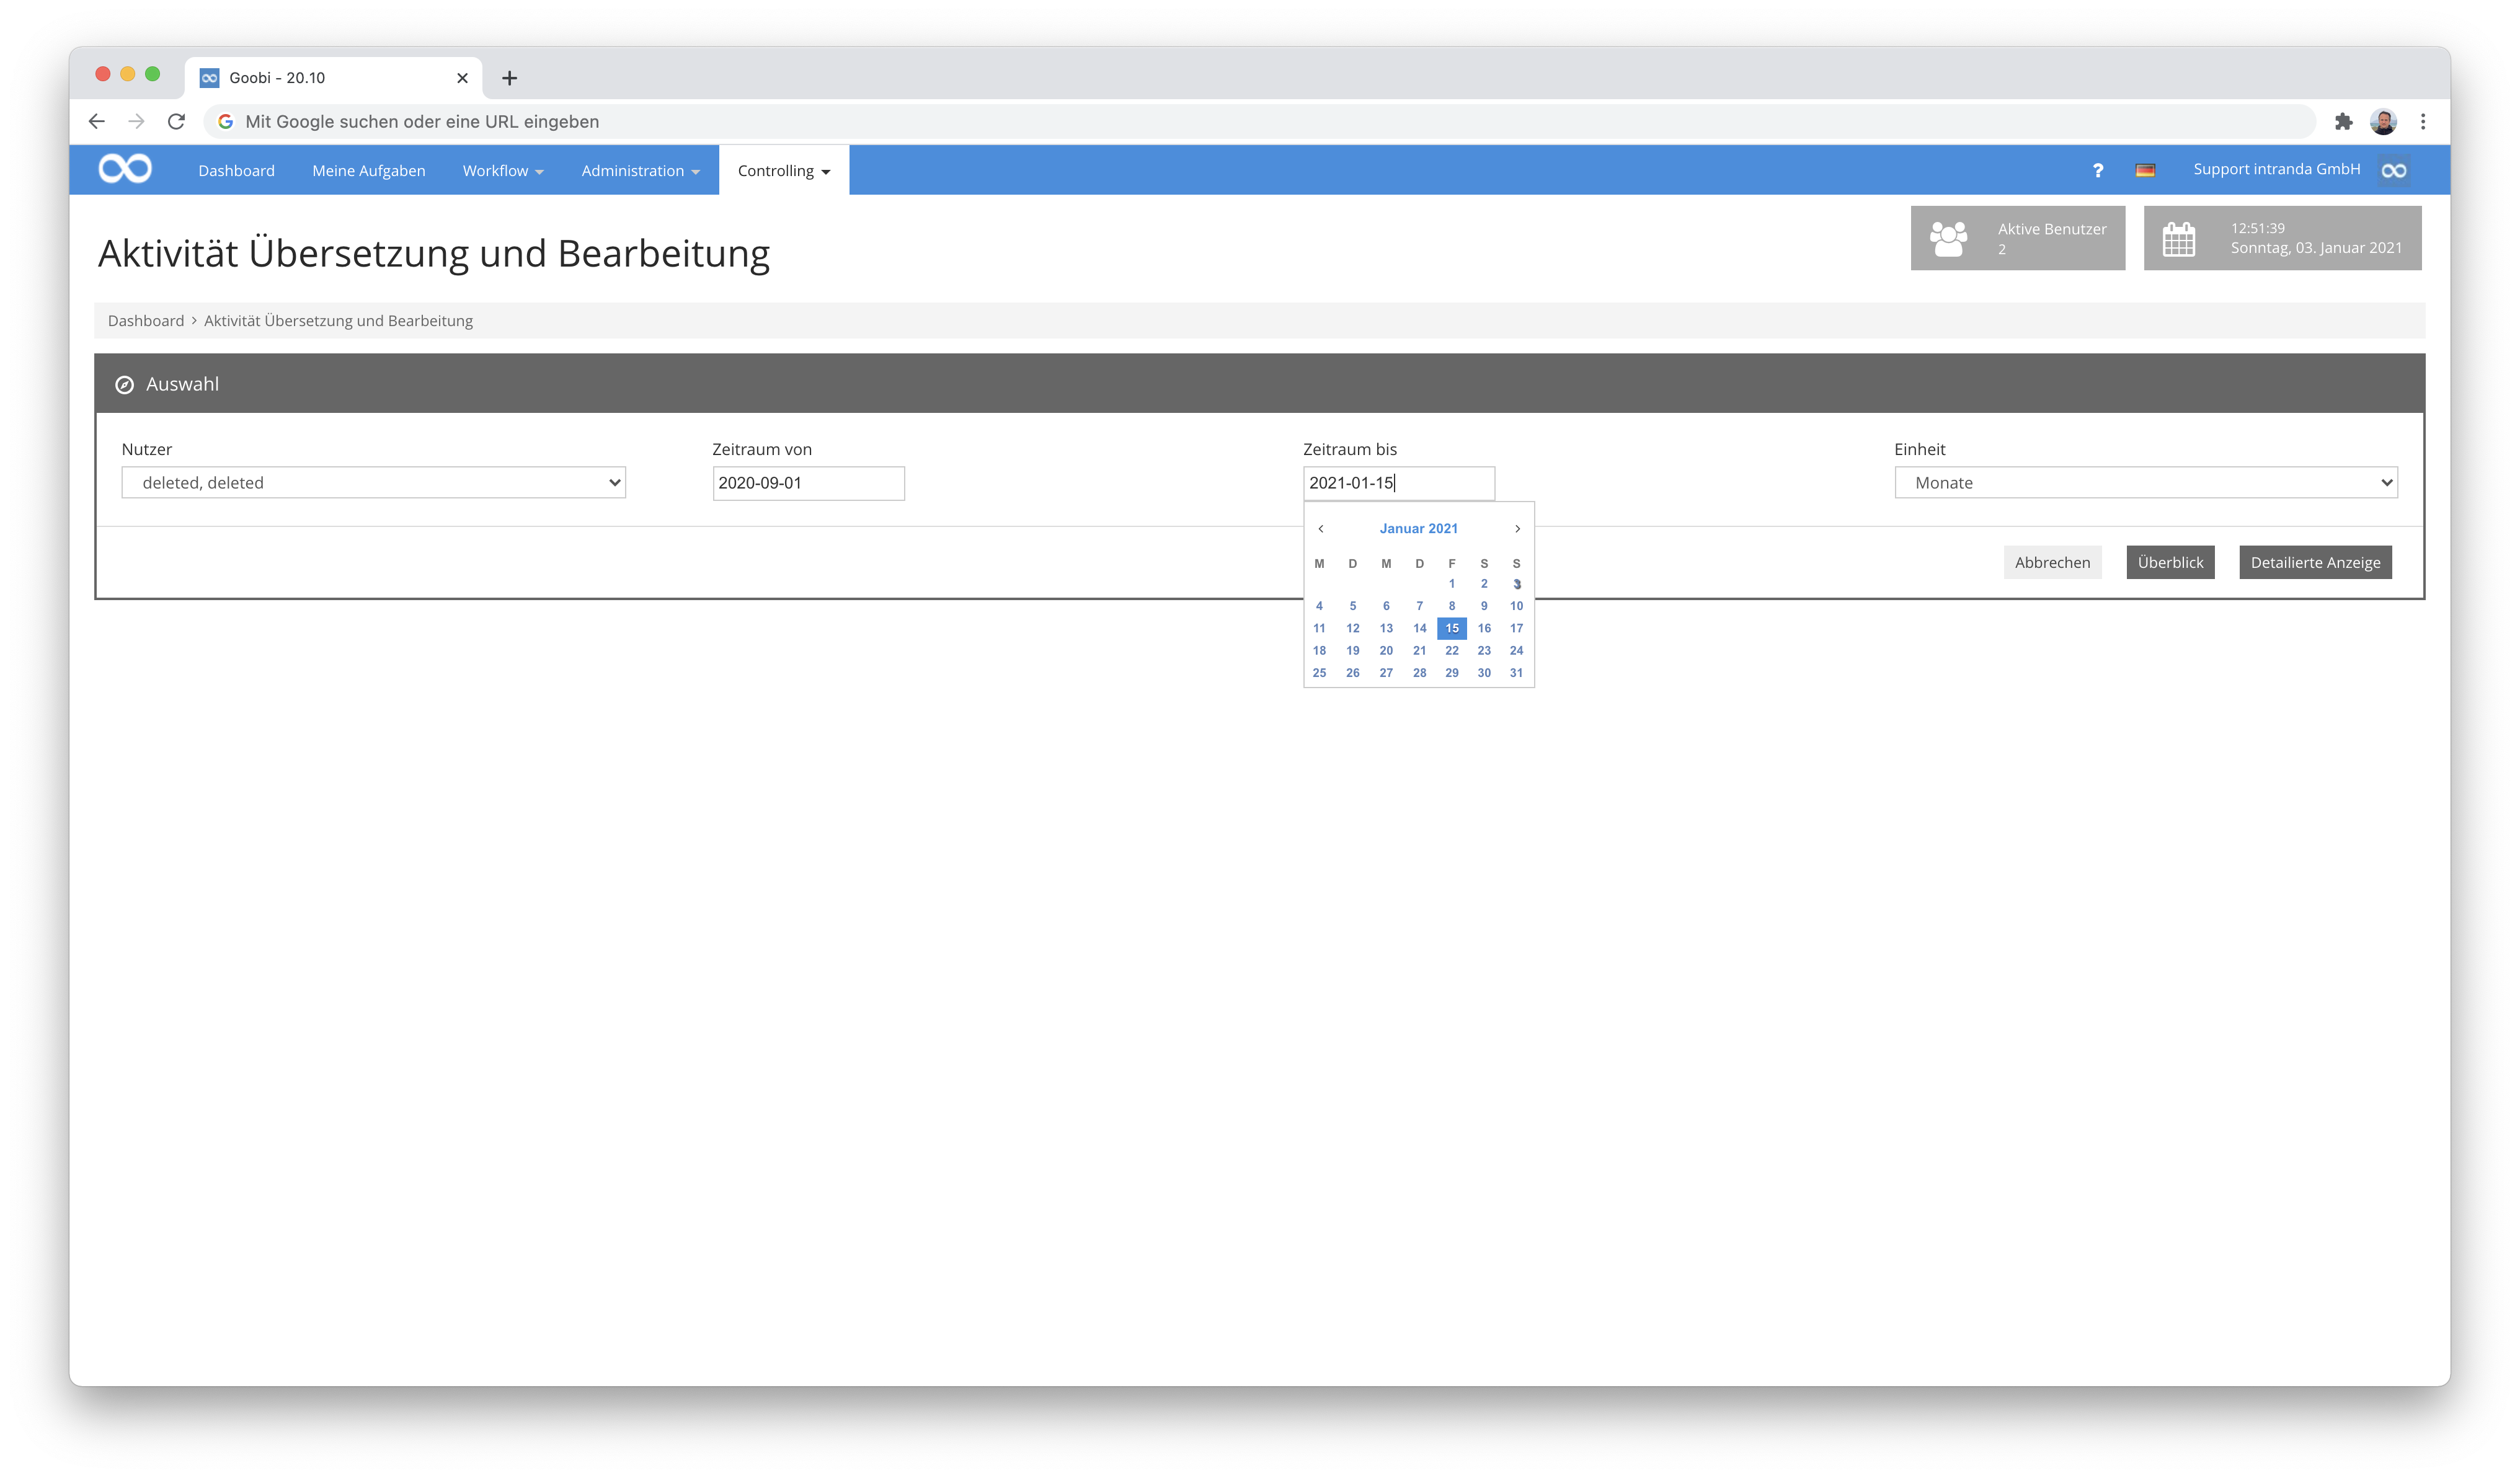 Goobi - 20.10
Mit Google suchen oder eine URL eingeben
Dashboard Meine Aufgaben Workflow Administration Controlling ? Support intranda GmbH
Aktivität Übersetzung und Bearbeitung
Aktive Benutzer
2
12:51:39
Sonntag, 03. Januar 2021
Dashboard › Aktivität Übersetzung und Bearbeitung
Auswahl
Nutzer Zeitraum von Zeitraum bis Einheit
deleted, deleted 2020-09-01 2021-01-15 Monate
Januar 2021
M D M D F S S
1 2 3
4 5 6 7 8 9 10
11 12 13 14 15 16 17
18 19 20 21 22 23 24
25 26 27 28 29 30 31
Abbrechen Überblick Detailierte Anzeige